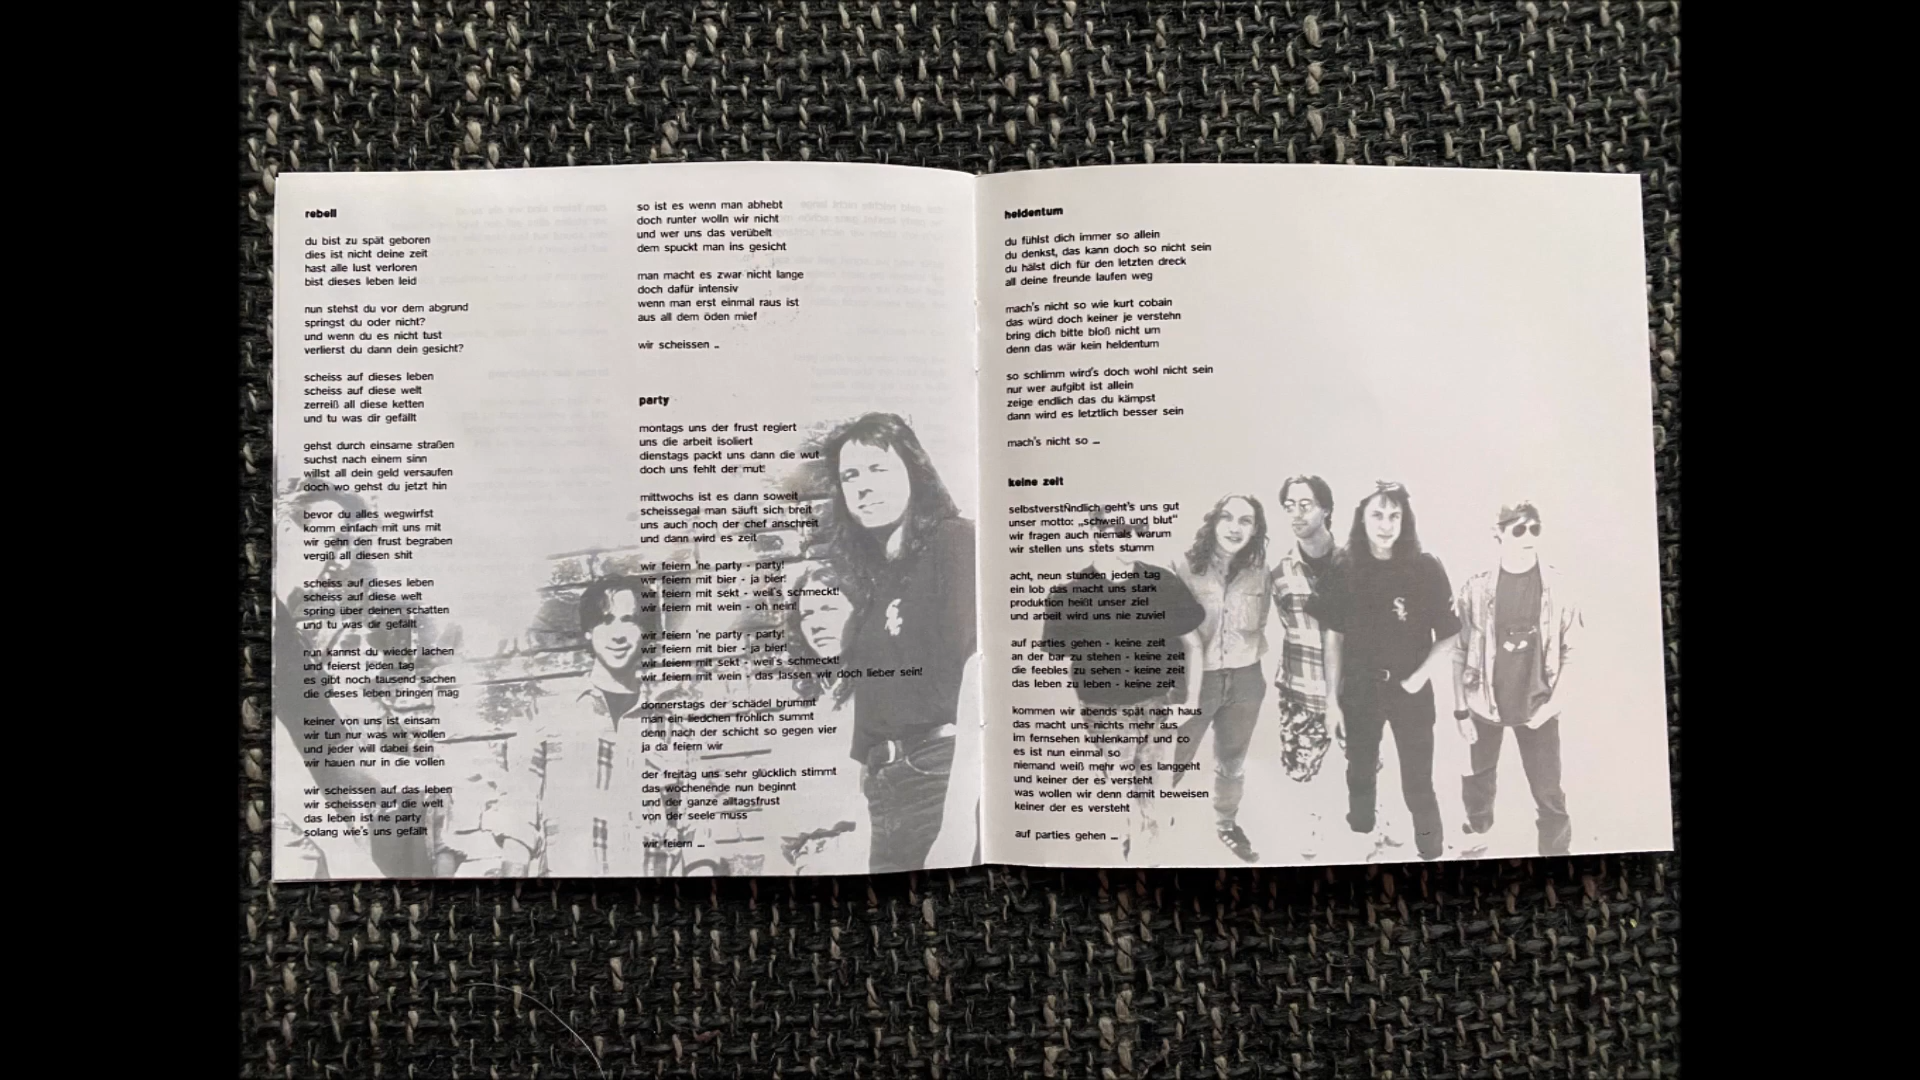 rebell
du bist zu spät geboren
dies ist nicht deine zeit
hast alle lust verloren
bist dieses leben leid
nun stehst du vor dem abgrund
springst du oder nicht?
und wenn du es nicht tust
verlierst du dann dein gesicht?
scheiss auf dieses leben
scheiss auf diese welt
zerreiß all diese ketten
und tu was dir gefällt
gehst durch einsame straßen
suchst nach einem sinn
willst all dein geld versaufen
doch wo gehst du jetzt hin
bevor du alles wegwirfst
komm einfach mit uns mit
wir gehn den frust begraben
vergiß all diesen shit
scheiss auf dieses leben
scheiss auf diese welt
spring über deinen schatten
und tu was dir gefällt
nun kannst du wieder lachen
und feierst jeden tag
es gibt noch tausend sachen
die dieses leben bringen mag
keiner von uns ist einsam
wir tun nur was wir wollen
und jeder will dabei sein
wir hauen nur in die vollen
wir scheissen auf das leben
wir scheissen auf die welt
das leben ist ne party
solang wie's uns gefällt
so ist es wenn man abhebt
doch runter wolln wir nicht
und wer uns das verübelt
dem spuckt man ins gesicht
man macht es zwar nicht lange
doch dafür intensiv
wenn man erst einmal raus ist
aus all dem öden mief
wir scheissen ...
party
montags uns der frust regiert
uns die arbeit isoliert
dienstags packt uns dann die wut
doch uns fehlt der mut!
mittwochs ist es dann soweit
scheissegal man säuft sich breit
uns auch noch der chef anschreit
und dann wird es zeit
wir feiern 'ne party - party!
wir feiern mit bier - ja bier!
wir feiern mit sekt - weil's schmeckt!
wir feiern mit wein - oh nein!
wir feiern 'ne party - party!
wir feiern mit bier - ja bier!
wir feiern mit sekt - weil's schmeckt!
wir feiern mit wein - das lassen wir doch lieber sein!
donnerstags der schädel brummt
man ein liedchen fröhlich summt
denn nach der schicht so gegen vier
ja da feiern wir
der freitag uns sehr glücklich stimmt
das wochenende nun beginnt
und der ganze alltagsfrust
von der seele muss
wir feiern ...
heldentum
du fühlst dich immer so allein
du denkst, das kann doch so nicht sein
du hälst dich für den letzten dreck
all deine freunde laufen weg
mach's nicht so wie kurt cobain
das würd doch keiner je verstehn
bring dich bitte bloß nicht um
denn das wär kein heldentum
so schlimm wird's doch wohl nicht sein
nur wer aufgibt ist allein
zeige endlich das du kämpst
dann wird es letztlich besser sein
mach's nicht so ...
keine zeit
selbstverstÑndlich geht's uns gut
unser motto: „schweiß und blut"
wir fragen auch niemals warum
wir stellen uns stets stumm
acht, neun stunden jeden tag
ein lob das macht uns stark
produktion heißt unser ziel
und arbeit wird uns nie zuviel
auf parties gehen - keine zeit
an der bar zu stehen - keine zeit
die feebles zu sehen - keine zeit
das leben zu leben - keine zeit
kommen wir abends spät nach haus
das macht uns nichts mehr aus
im fernsehen kuhlenkampf und co
es ist nun einmal so
niemand weiß mehr wo es langgeht
und keiner der es versteht
was wollen wir denn damit beweisen
keiner der es versteht
auf parties gehen ...